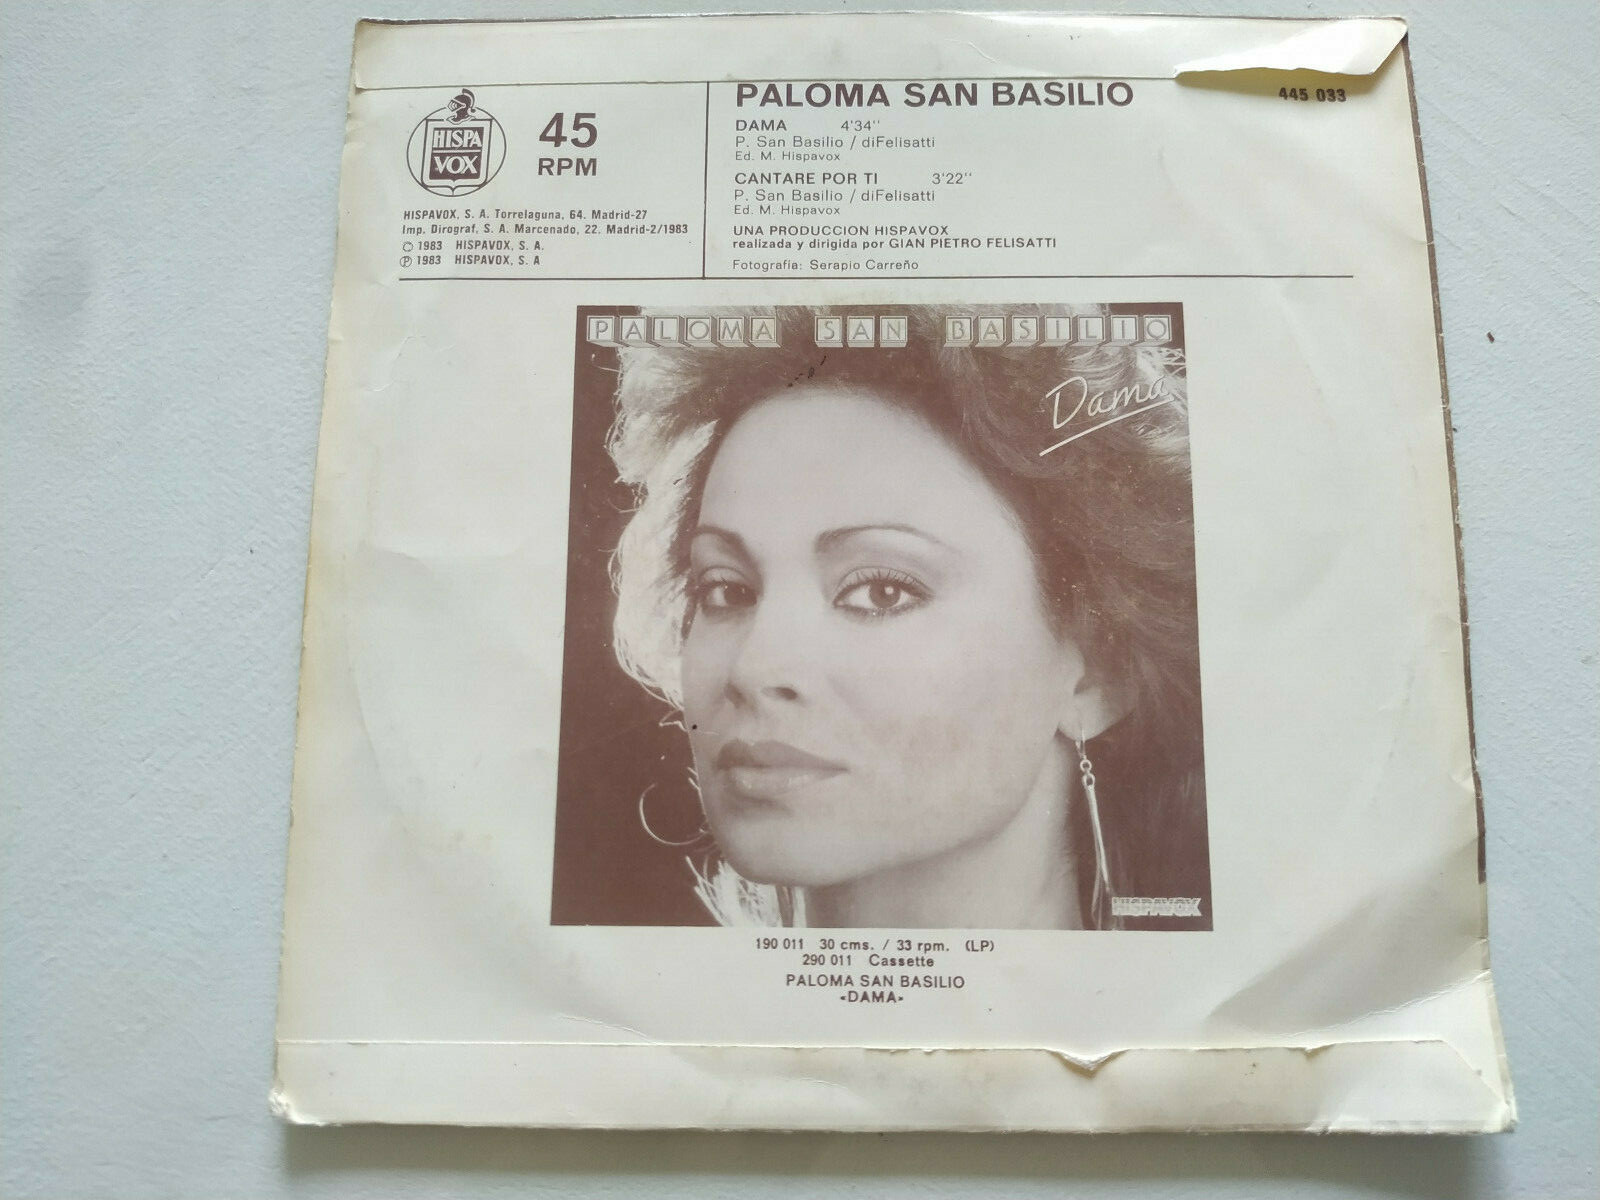 HISPA
VOX
45
RPM
HISPAVOX, S. A. Torrelaguna, 64. Madrid-27
Imp. Dirograf, S. A. Marcenado, 22. Madrid-2/1983
© 1983 HISPAVOX, S. A.
℗ 1983 HISPAVOX, S. A
PALOMA SAN BASILIO
445 033
DAMA 4'34''
P. San Basilio / diFelisatti
Ed. M. Hispavox
CANTARE POR TI 3'22''
P. San Basilio / diFelisatti
Ed. M. Hispavox
UNA PRODUCCION HISPAVOX
realizada y dirigida por GIAN PIETRO FELISATTI
Fotografía: Serapio Carreño
PALOMA SAN BASILIO
Dama
HISPAVOX
190 011 30 cms. / 33 rpm. (LP)
290 011 Cassette
PALOMA SAN BASILIO
«DAMA»